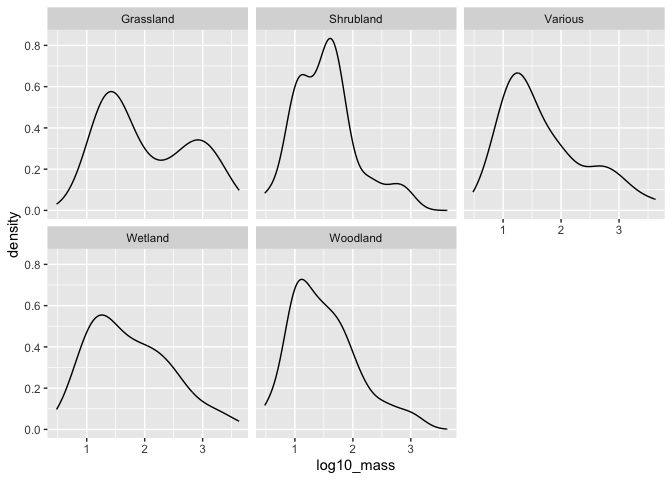 Grassland Shrubland Various
0.8
0.6
0.4
0.2
0.0
1 2 3
Wetland Woodland
0.8
0.6
0.4
0.2
0.0
1 2 3 1 2 3
density
log10_mass